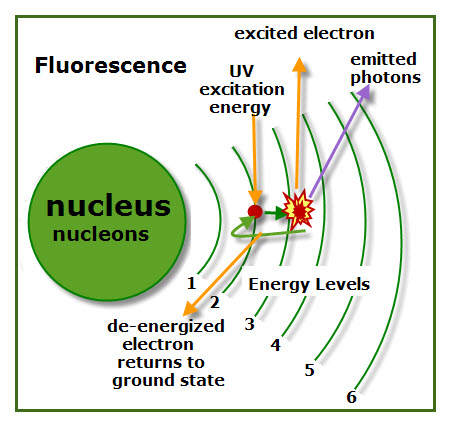 excited electron
Fluorescence
emitted
photons
UV
excitation
energy
nucleus
nucleons
Energy Levels
1
2
3
4
5
6
de-energized
electron
returns to
ground state